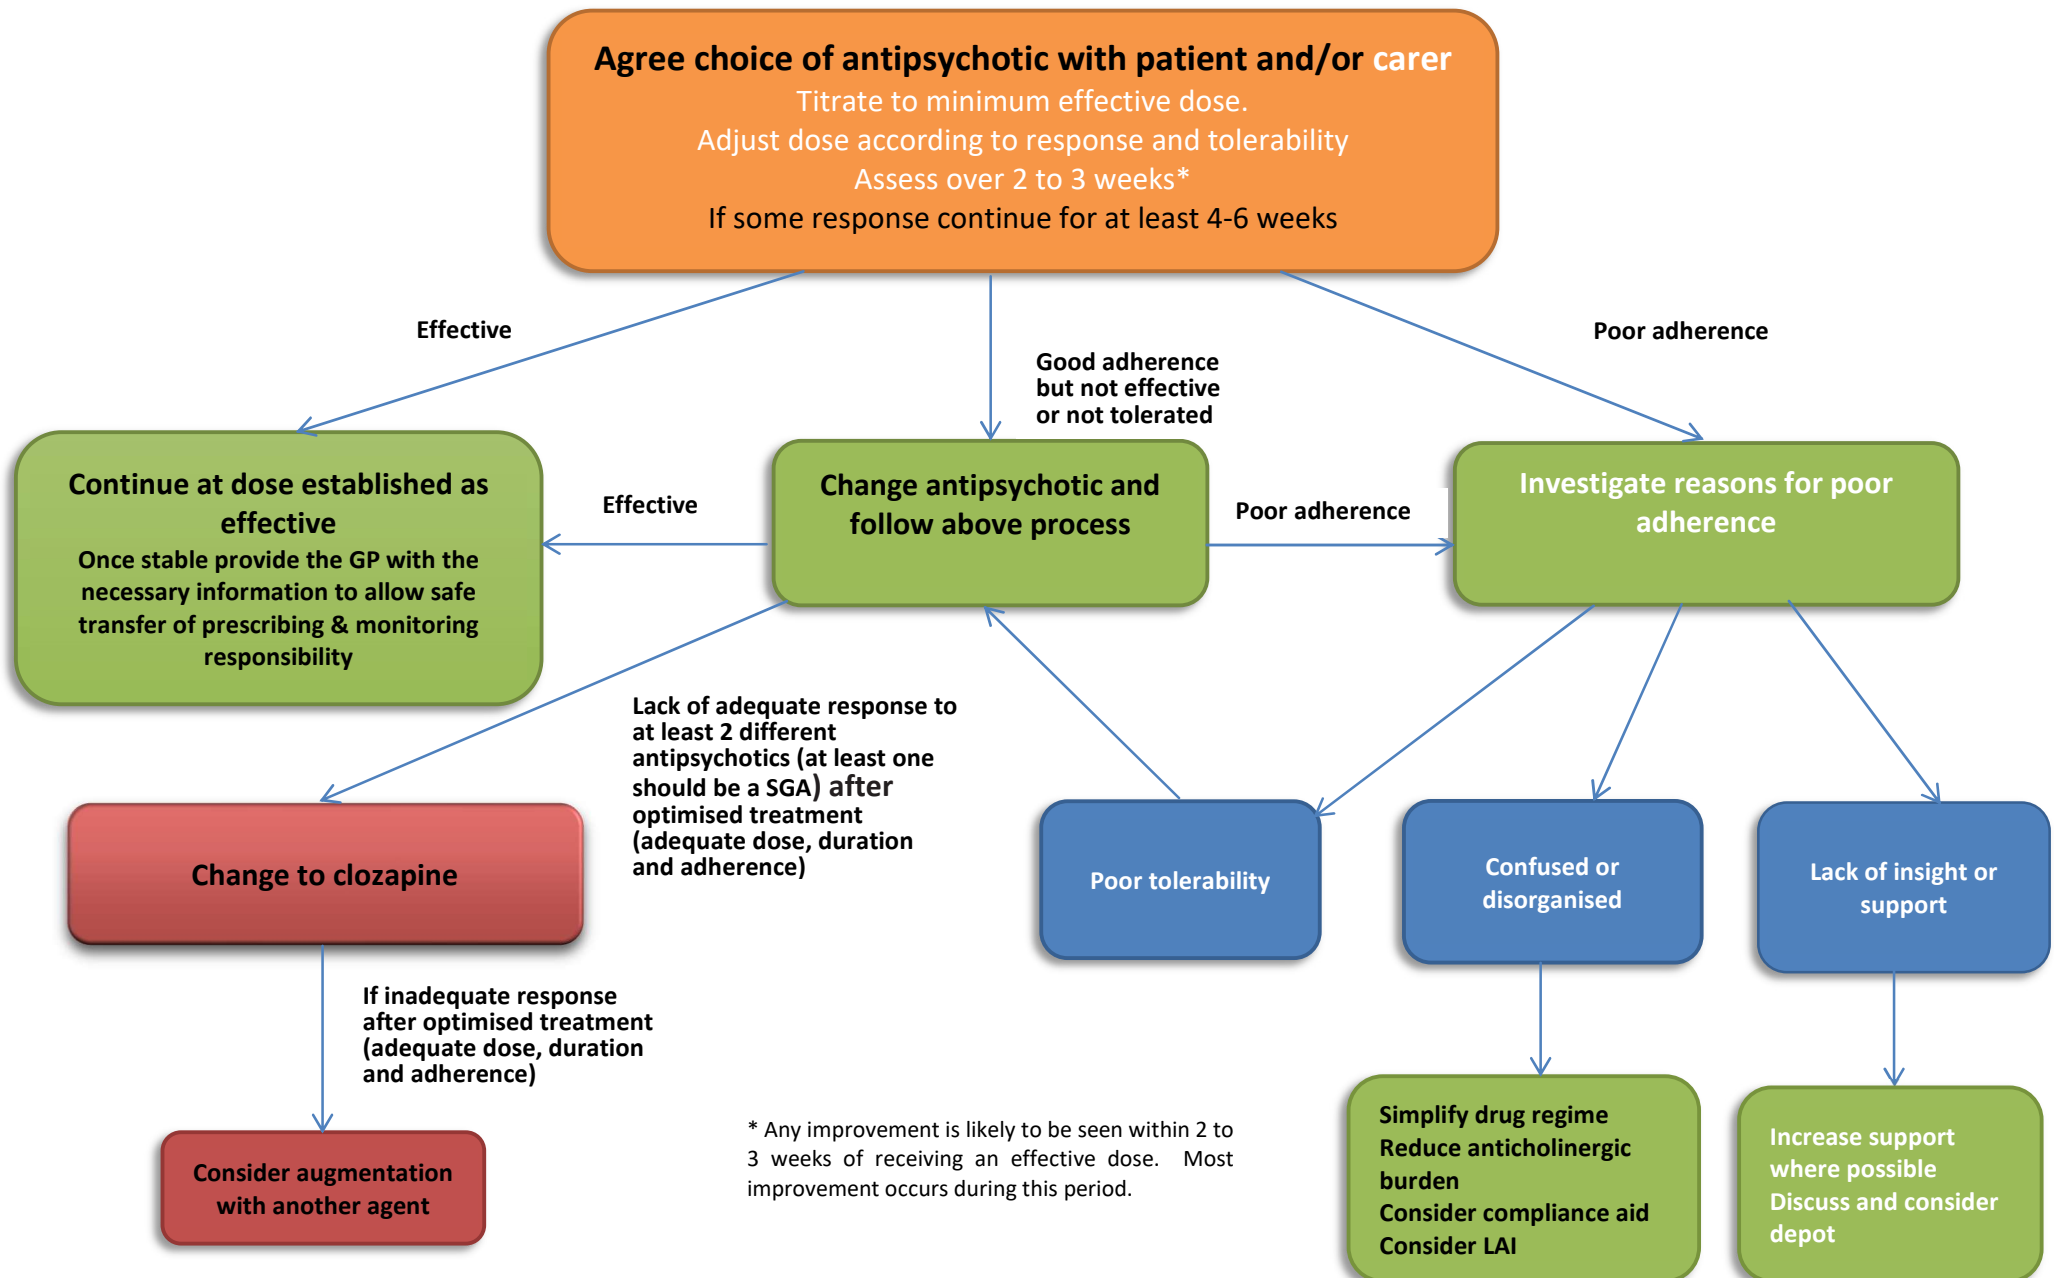 Agree choice of antipsychotic with patient and/or carer
Titrate to minimum effective dose.
Adjust dose according to response and tolerability
Assess over 2 to 3 weeks*
If some response continue for at least 4-6 weeks
Effective
Good adherence
but not effective
or not tolerated
Poor adherence
Continue at dose established as
effective
Once stable provide the GP with the
necessary information to allow safe
transfer of prescribing & monitoring
responsibility
Effective
Change antipsychotic and
follow above process
Poor adherence
Investigate reasons for poor
adherence
Lack of adequate response to
at least 2 different
antipsychotics (at least one
should be a SGA) after
optimised treatment
(adequate dose, duration
and adherence)
Change to clozapine
Poor tolerability
Confused or
disorganised
Lack of insight or
support
If inadequate response
after optimised treatment
(adequate dose, duration
and adherence)
Consider augmentation
with another agent
* Any improvement is likely to be seen within 2 to
3 weeks of receiving an effective dose. Most
improvement occurs during this period.
Simplify drug regime
Reduce anticholinergic
burden
Consider compliance aid
Consider LAI
Increase support
where possible
Discuss and consider
depot